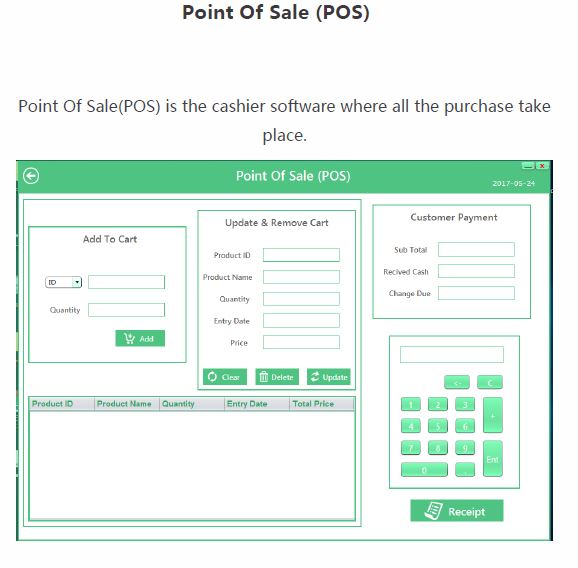 Point Of Sale (POS)
Point Of Sale(POS) is the cashier software where all the purchase take
place.
Point Of Sale (POS)
2017-05-24
Add To Cart
ID
Quantity
Add
Update & Remove Cart
Product ID
Product Name
Quantity
Entry Date
Price
Clear
Delete
Update
Customer Payment
Sub Total
Recived Cash
Change Due
<-
C
1 2 3 +
4 5 6
7 8 9 Ent
0 .
Product ID Product Name Quantity Entry Date Total Price
Receipt